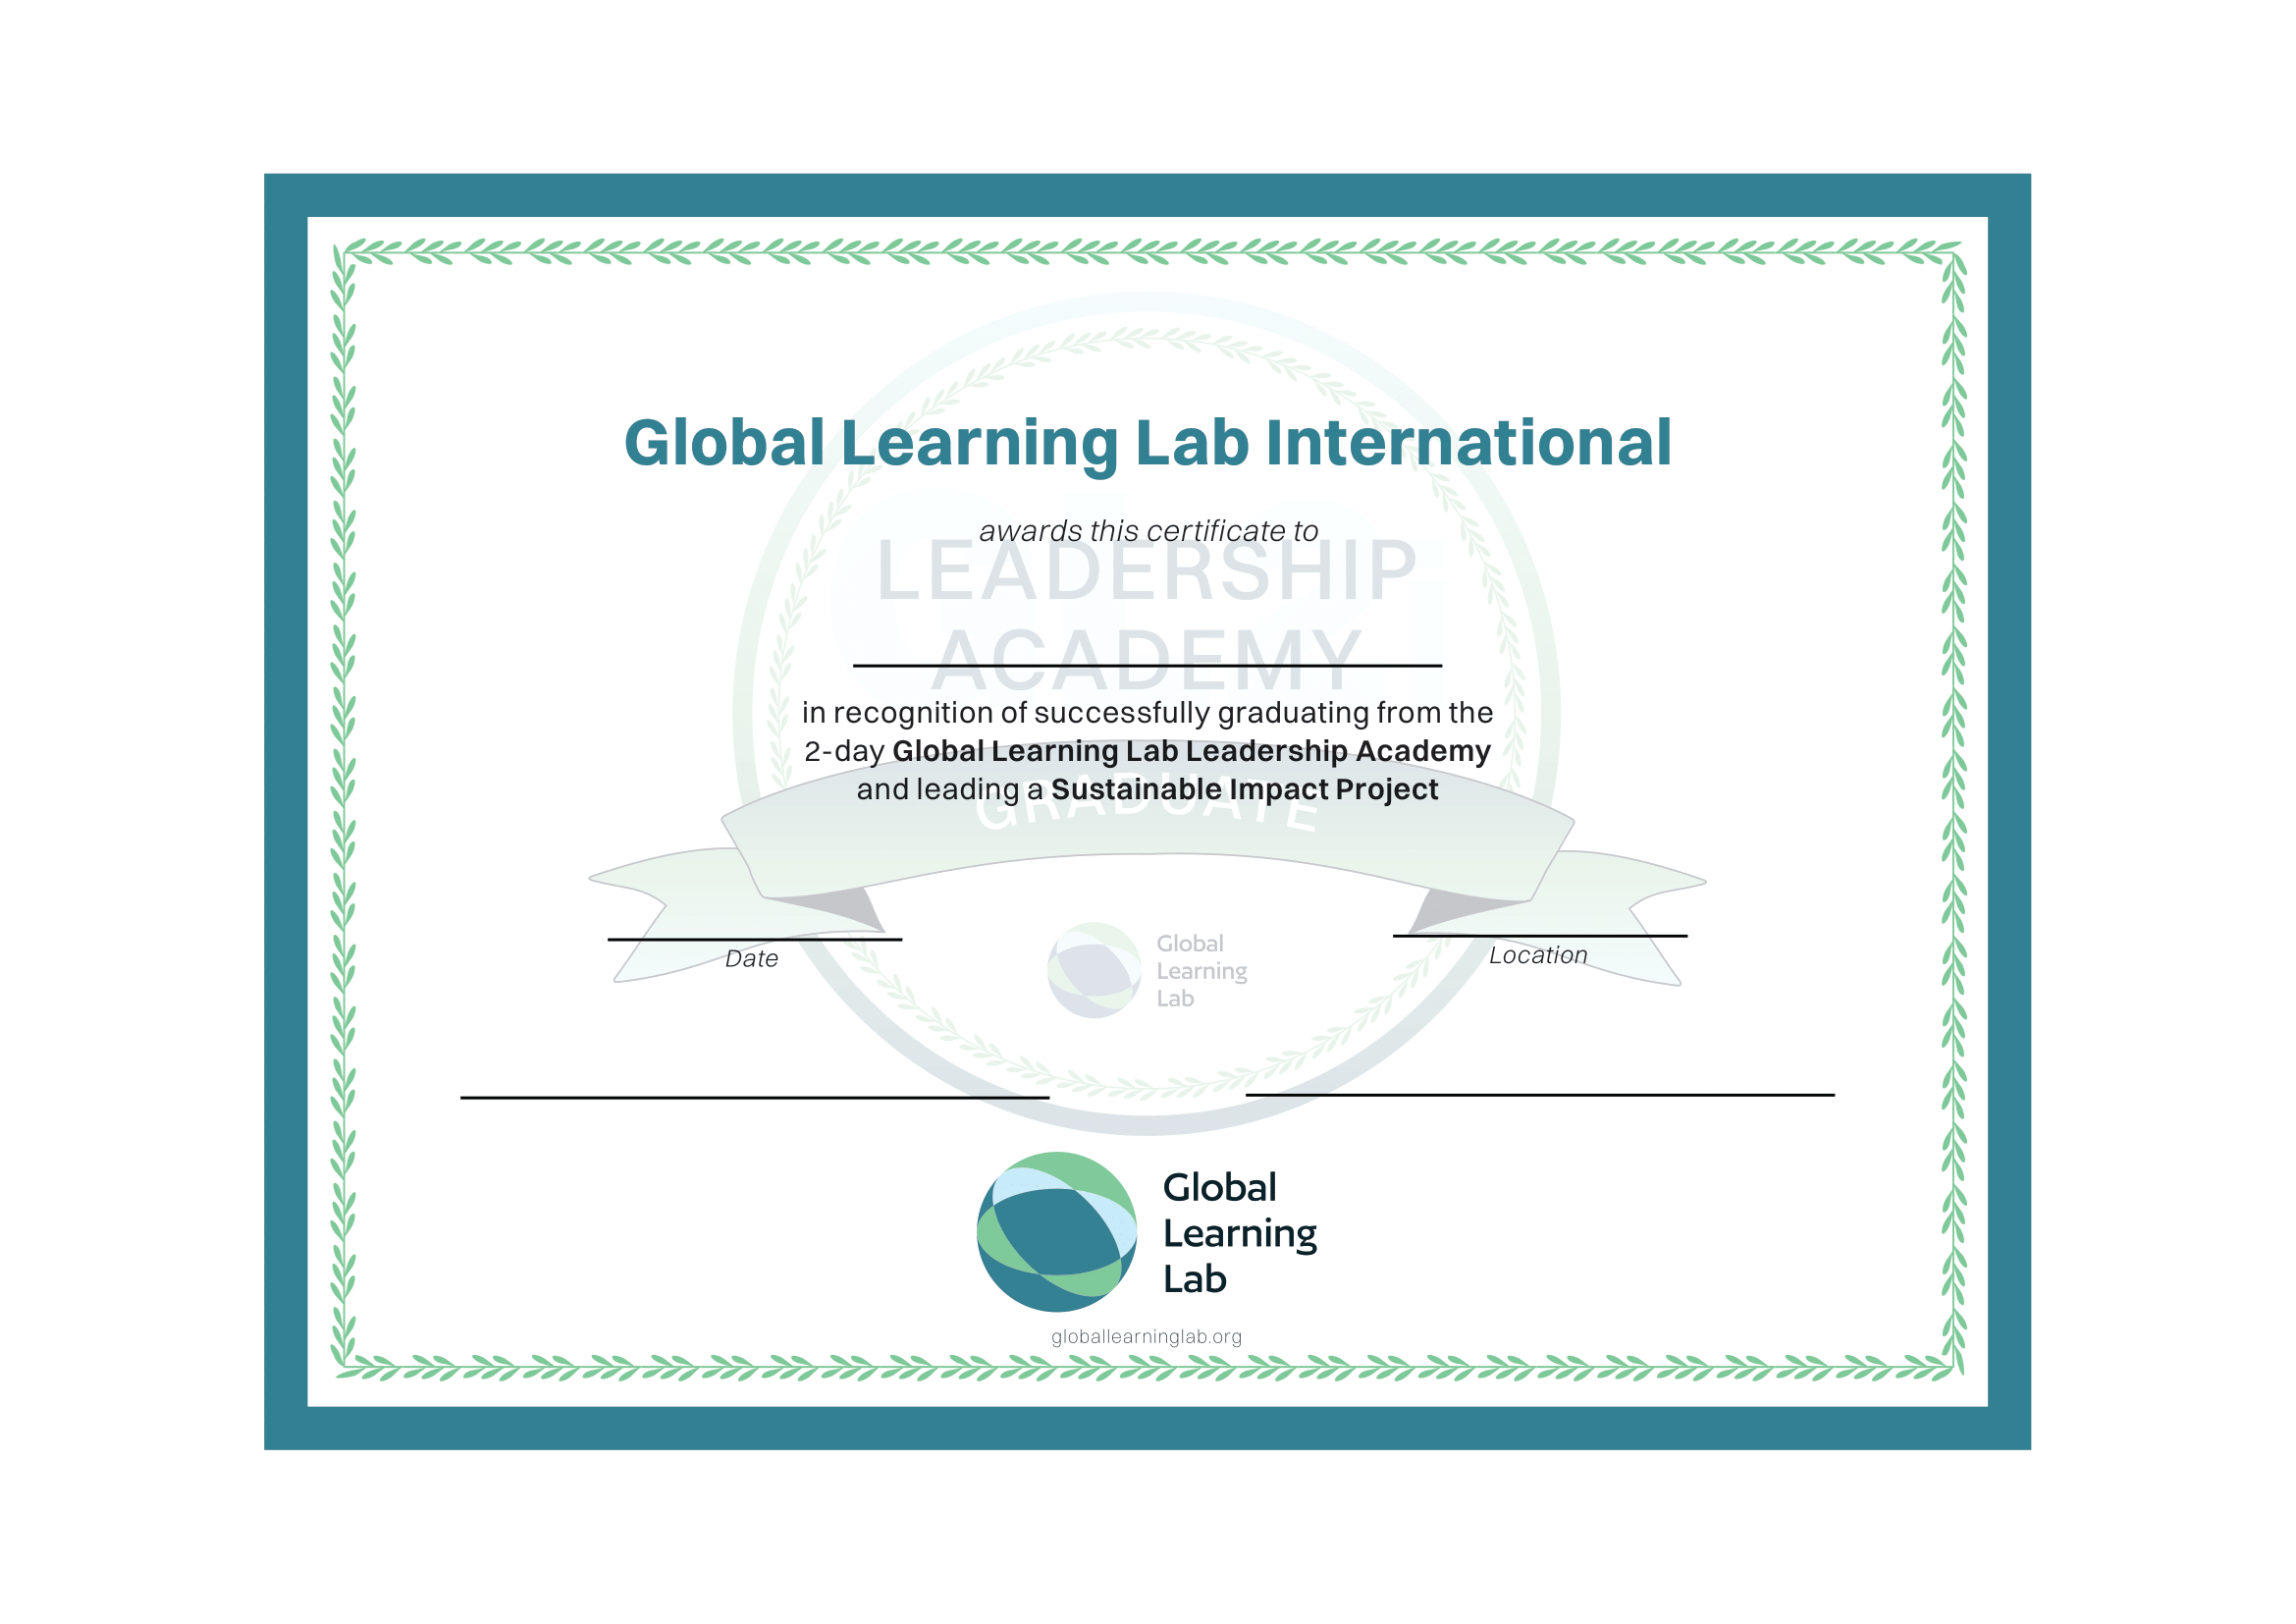 Global Learning Lab International
awards this certificate to
LEADERSHIP
ACADEMY
in recognition of successfully graduating from the
2-day Global Learning Lab Leadership Academy
and leading a Sustainable Impact Project
GRADUATE
Date
Location
Global
Learning
Lab
Global
Learning
Lab
globallearninglab.org